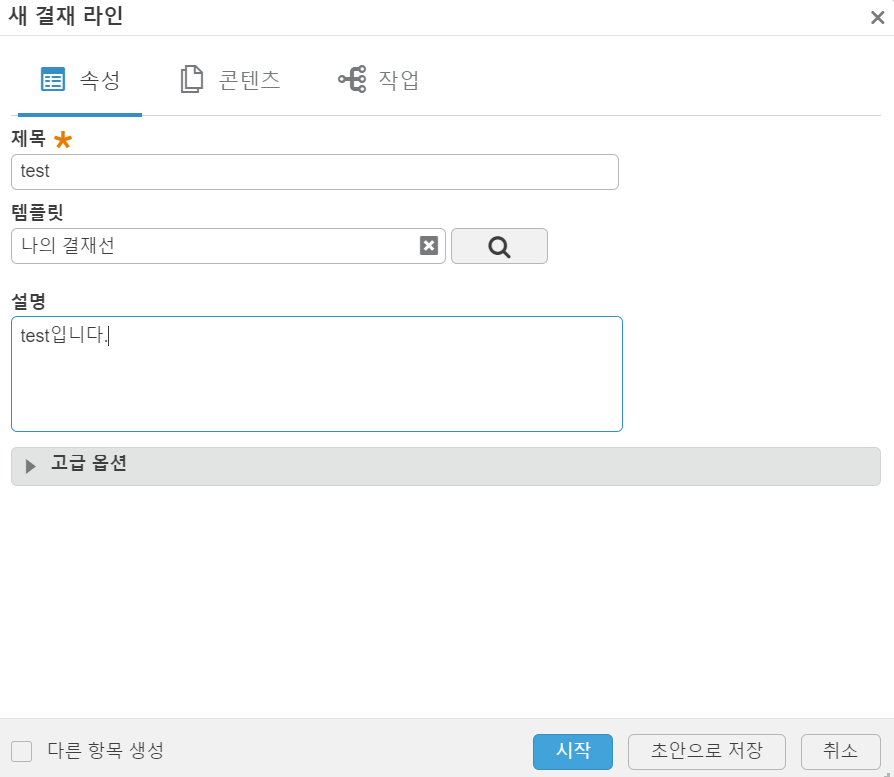 새 결재 라인
속성 콘텐츠 작업
제목
test
템플릿
나의 결재선
설명
test입니다.
고급 옵션
다른 항목 생성 시작 초안으로 저장 취소